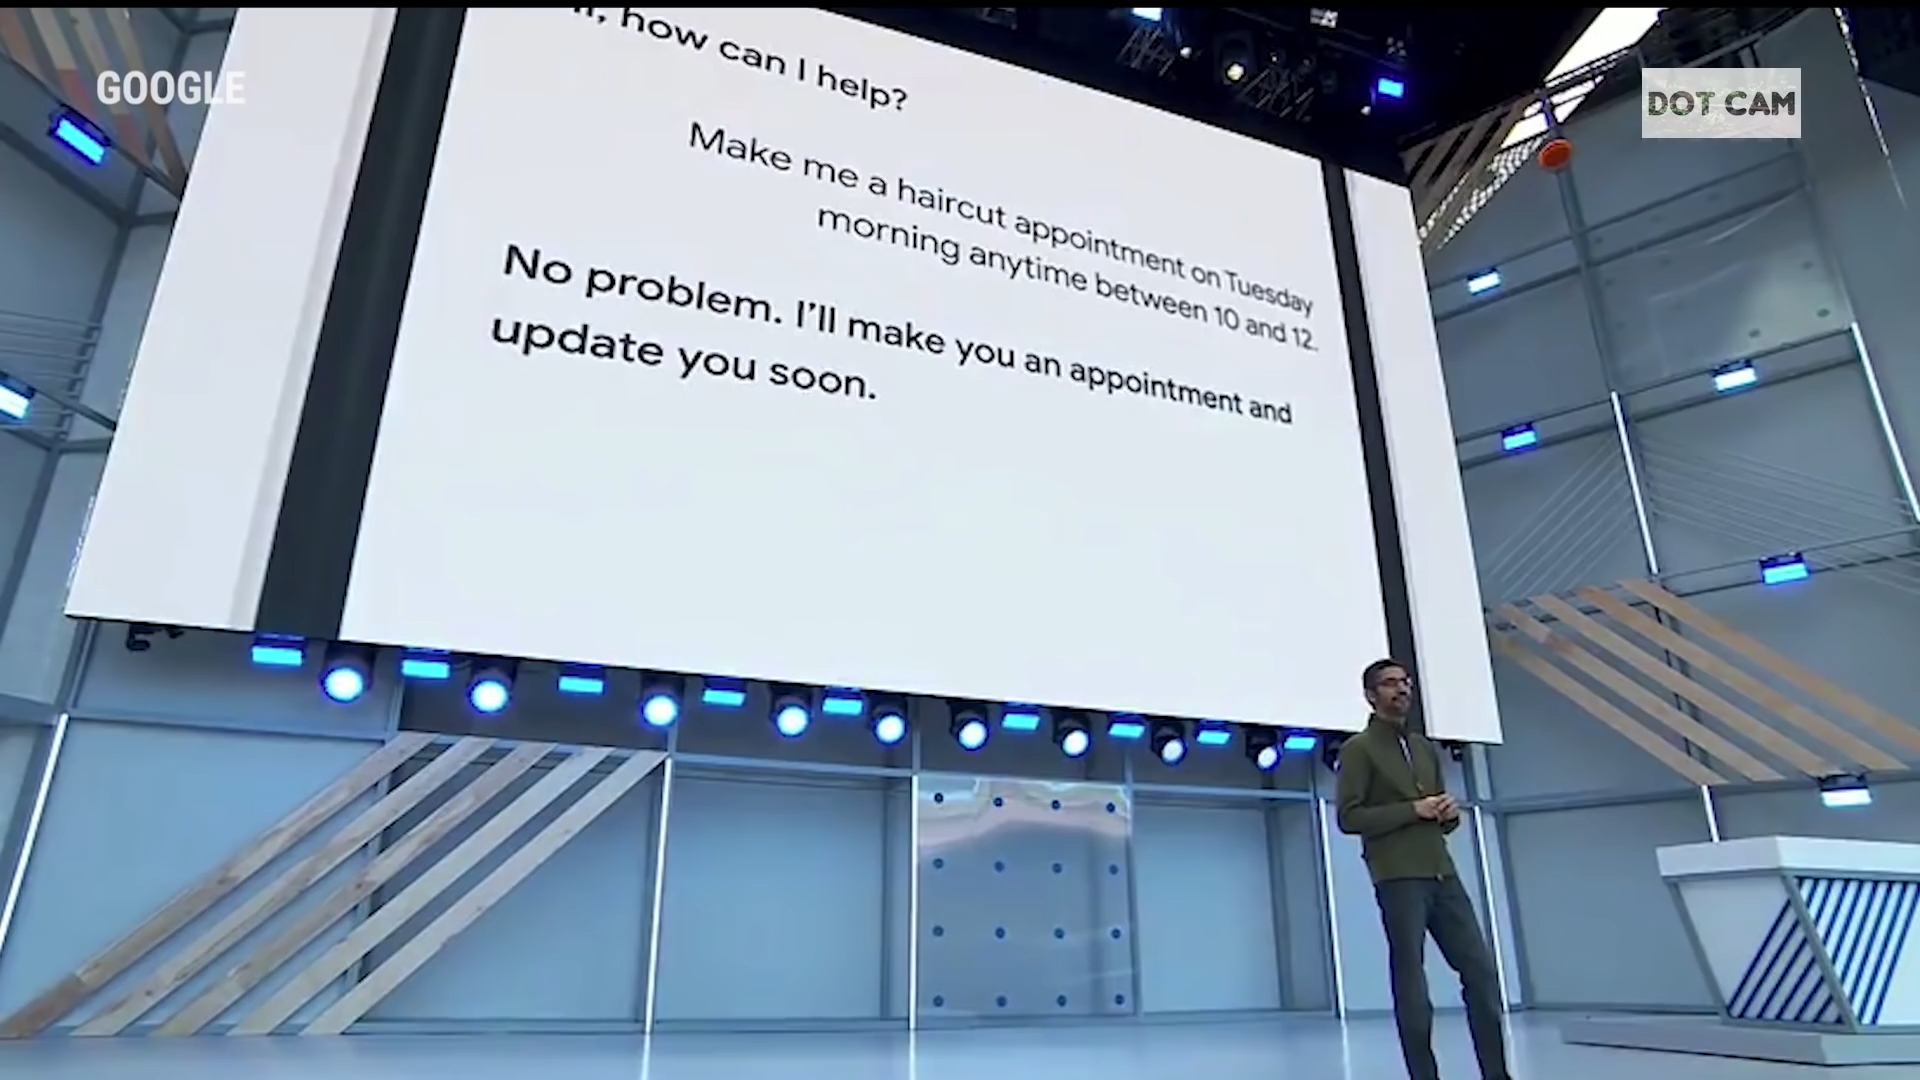 GOOGLE
DOT CAM
how can I help?
Make me a haircut appointment on Tuesday
morning anytime between 10 and 12.
No problem. I'll make you an appointment and
update you soon.